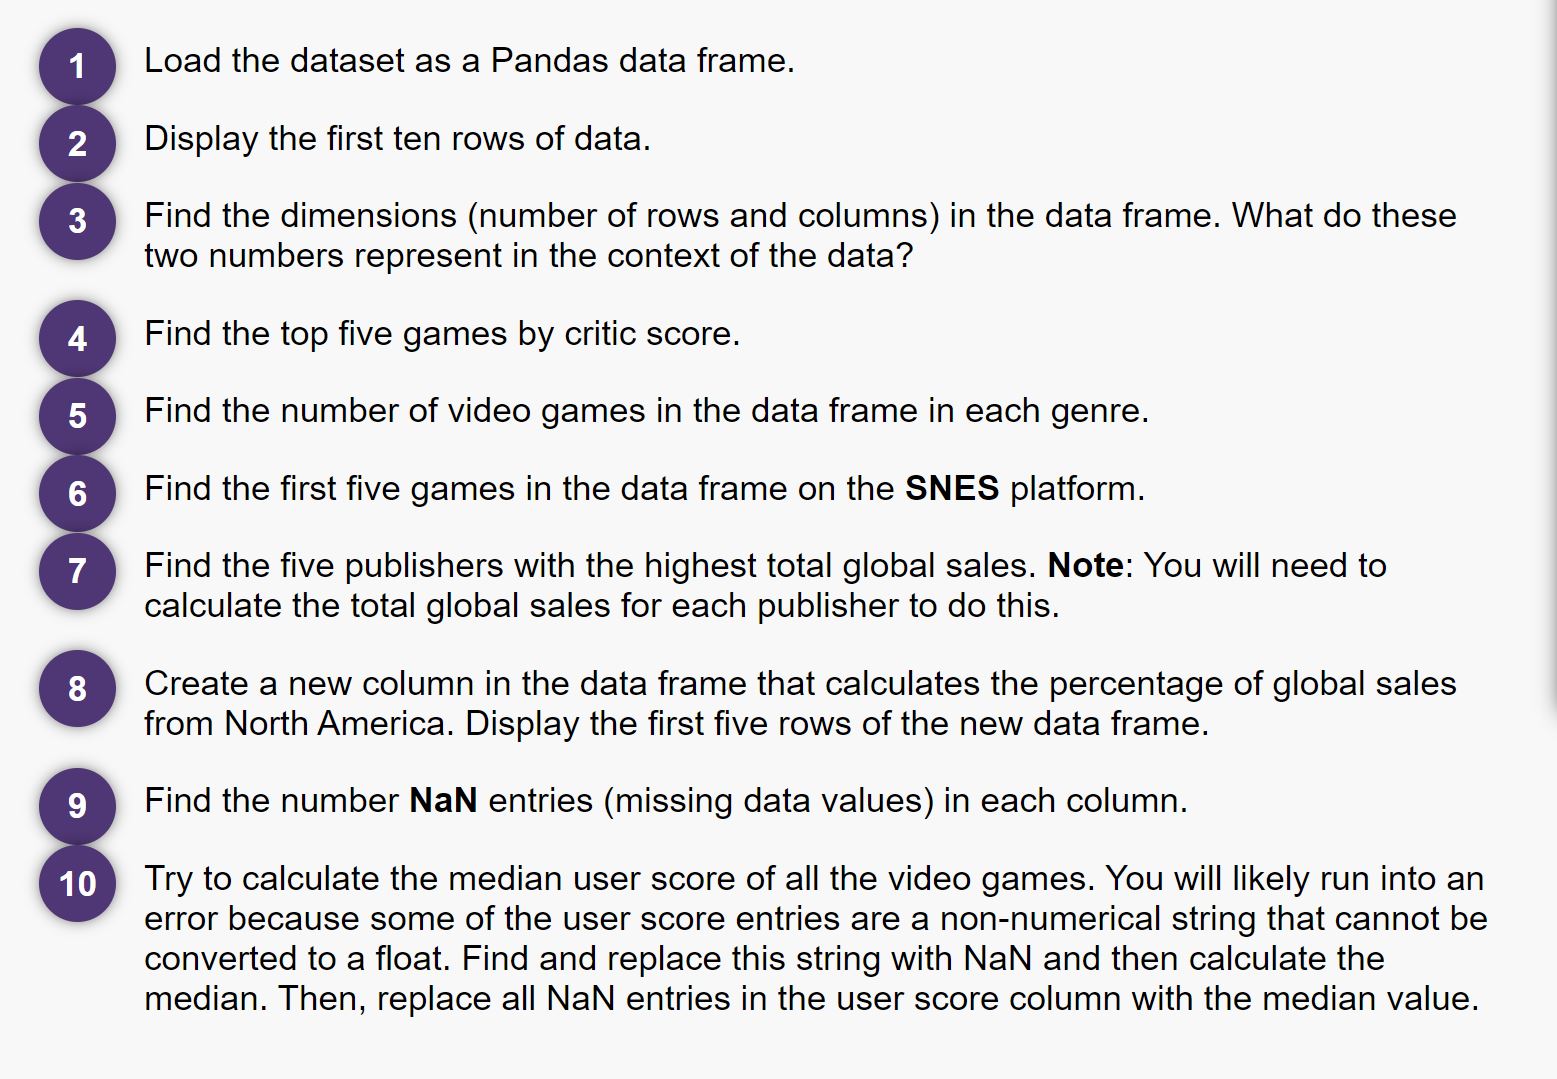 1 Load the dataset as a Pandas data frame.
2 Display the first ten rows of data.
3 Find the dimensions (number of rows and columns) in the data frame. What do these
two numbers represent in the context of the data?
4 Find the top five games by critic score.
5 Find the number of video games in the data frame in each genre.
6 Find the first five games in the data frame on the SNES platform.
7 Find the five publishers with the highest total global sales. Note: You will need to
calculate the total global sales for each publisher to do this.
8 Create a new column in the data frame that calculates the percentage of global sales
from North America. Display the first five rows of the new data frame.
9 Find the number NaN entries (missing data values) in each column.
10 Try to calculate the median user score of all the video games. You will likely run into an
error because some of the user score entries are a non-numerical string that cannot be
converted to a float. Find and replace this string with NaN and then calculate the
median. Then, replace all NaN entries in the user score column with the median value.